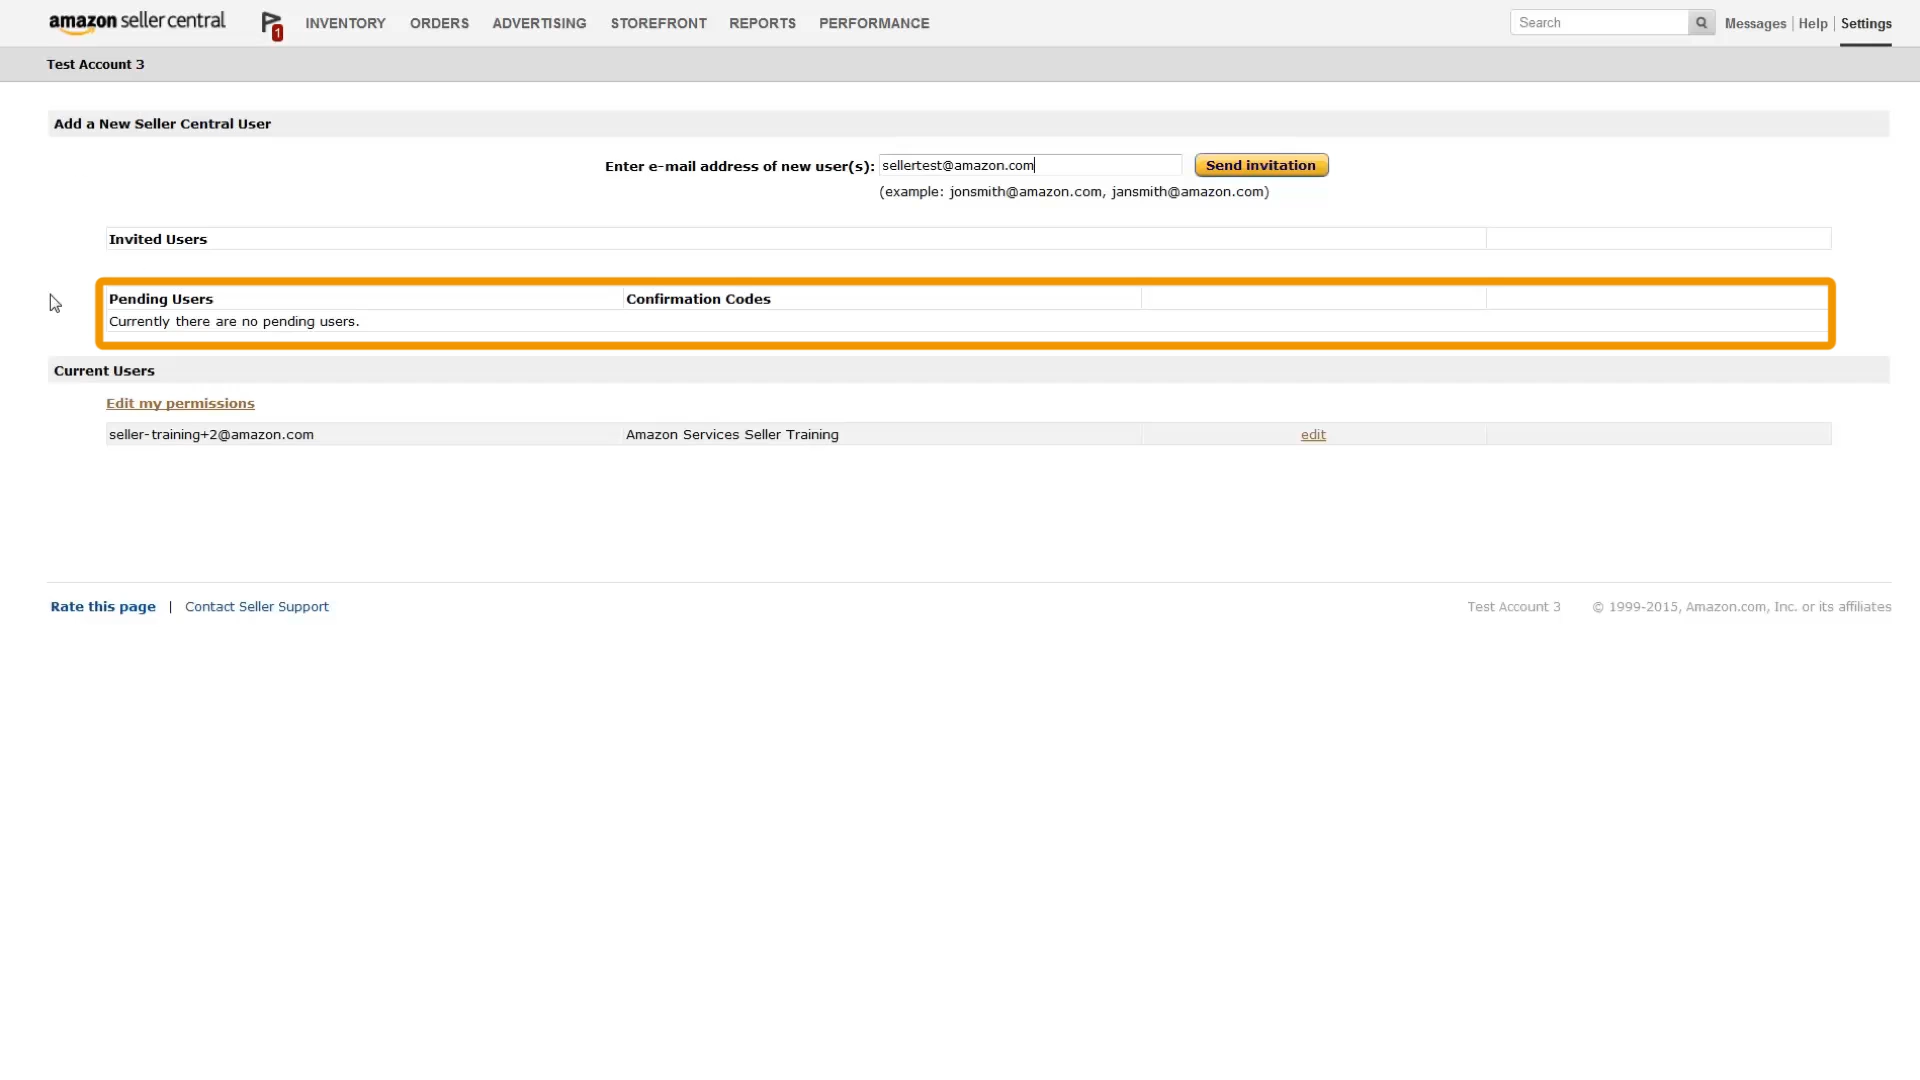 amazon seller central 1 INVENTORY ORDERS ADVERTISING STOREFRONT REPORTS PERFORMANCE Search Messages | Help | Settings
Test Account 3
Add a New Seller Central User
Enter e-mail address of new user(s): sellertest@amazon.com Send invitation
(example: jonsmith@amazon.com, jansmith@amazon.com)
Invited Users
Pending Users Confirmation Codes
Currently there are no pending users.
Current Users
Edit my permissions
seller-training+2@amazon.com Amazon Services Seller Training edit
Rate this page | Contact Seller Support Test Account 3 © 1999-2015, Amazon.com, Inc. or its affiliates